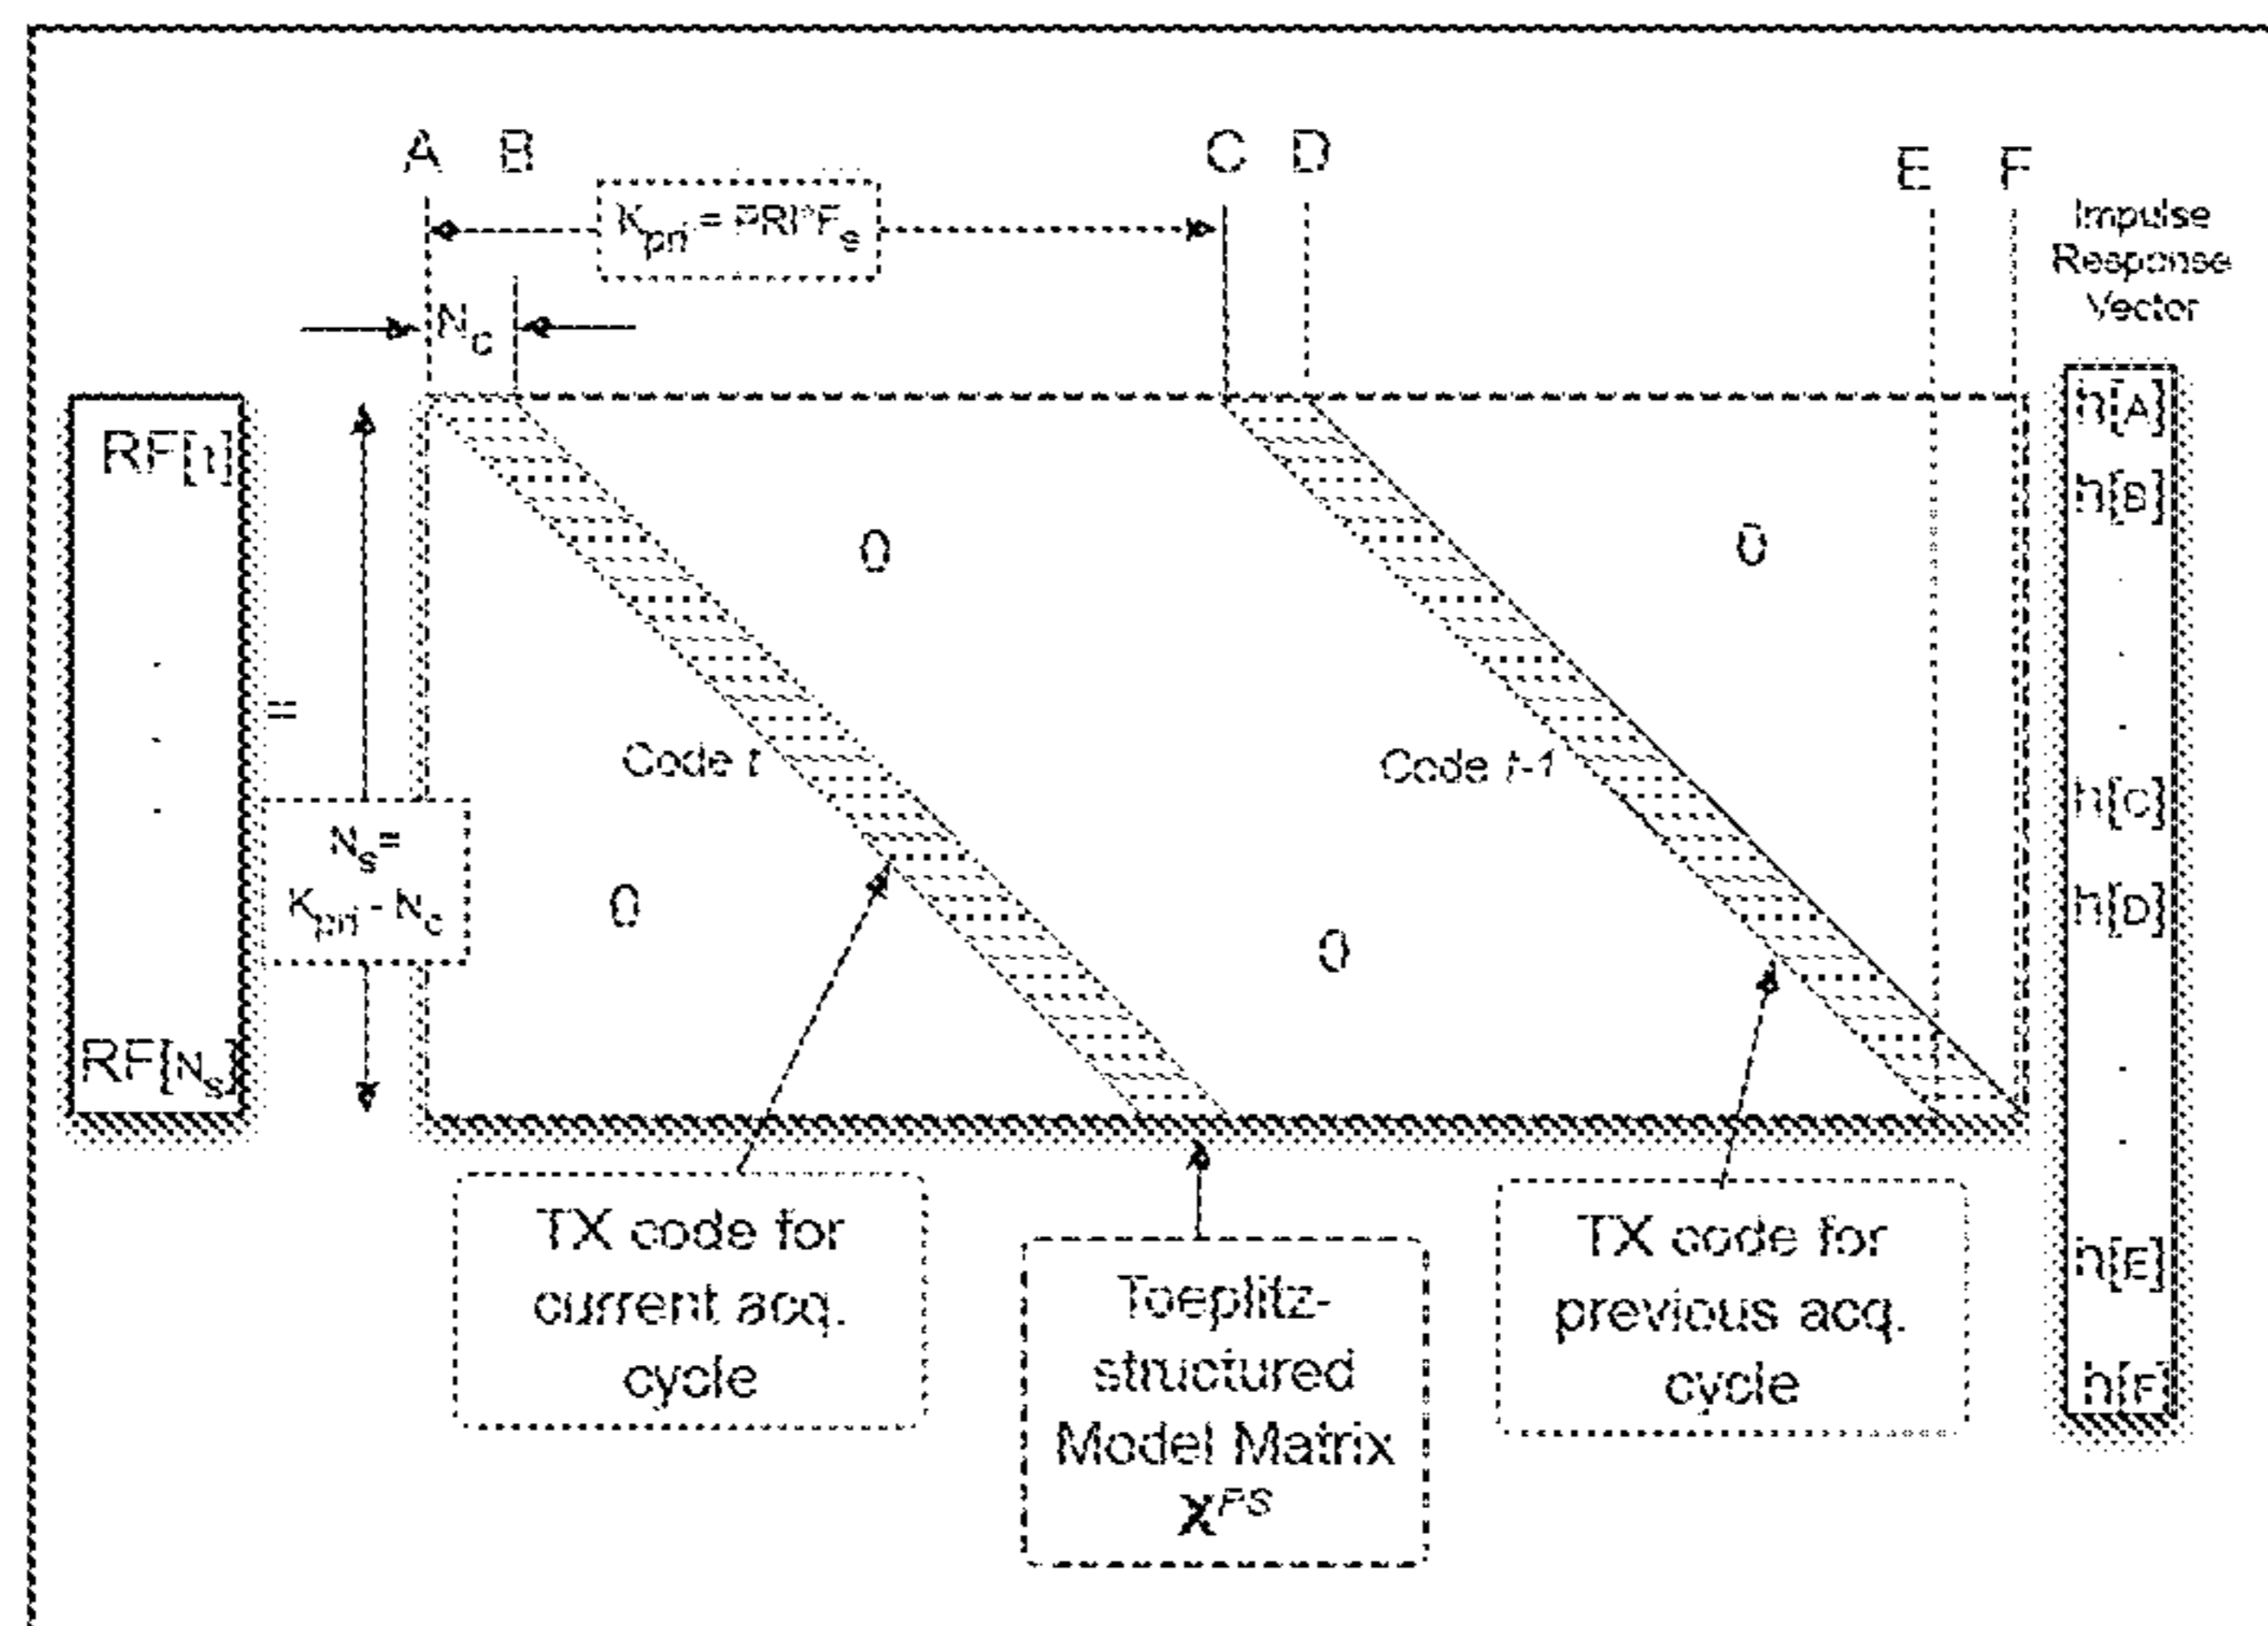 A B C D E F
K_pri = PRI*F_s
Impulse
Response
Vector
N_c
h[A]
RF[1]
h[B]
0 0
Code t Code t-1
=
h[C]
N_s =
K_pri - N_c
0 0
h[D]
RF[N_s]
TX code for
current acq.
cycle
Toeplitz-
structured
Model Matrix
X^PS
TX code for
previous acq.
cycle
h[E]
h[F]